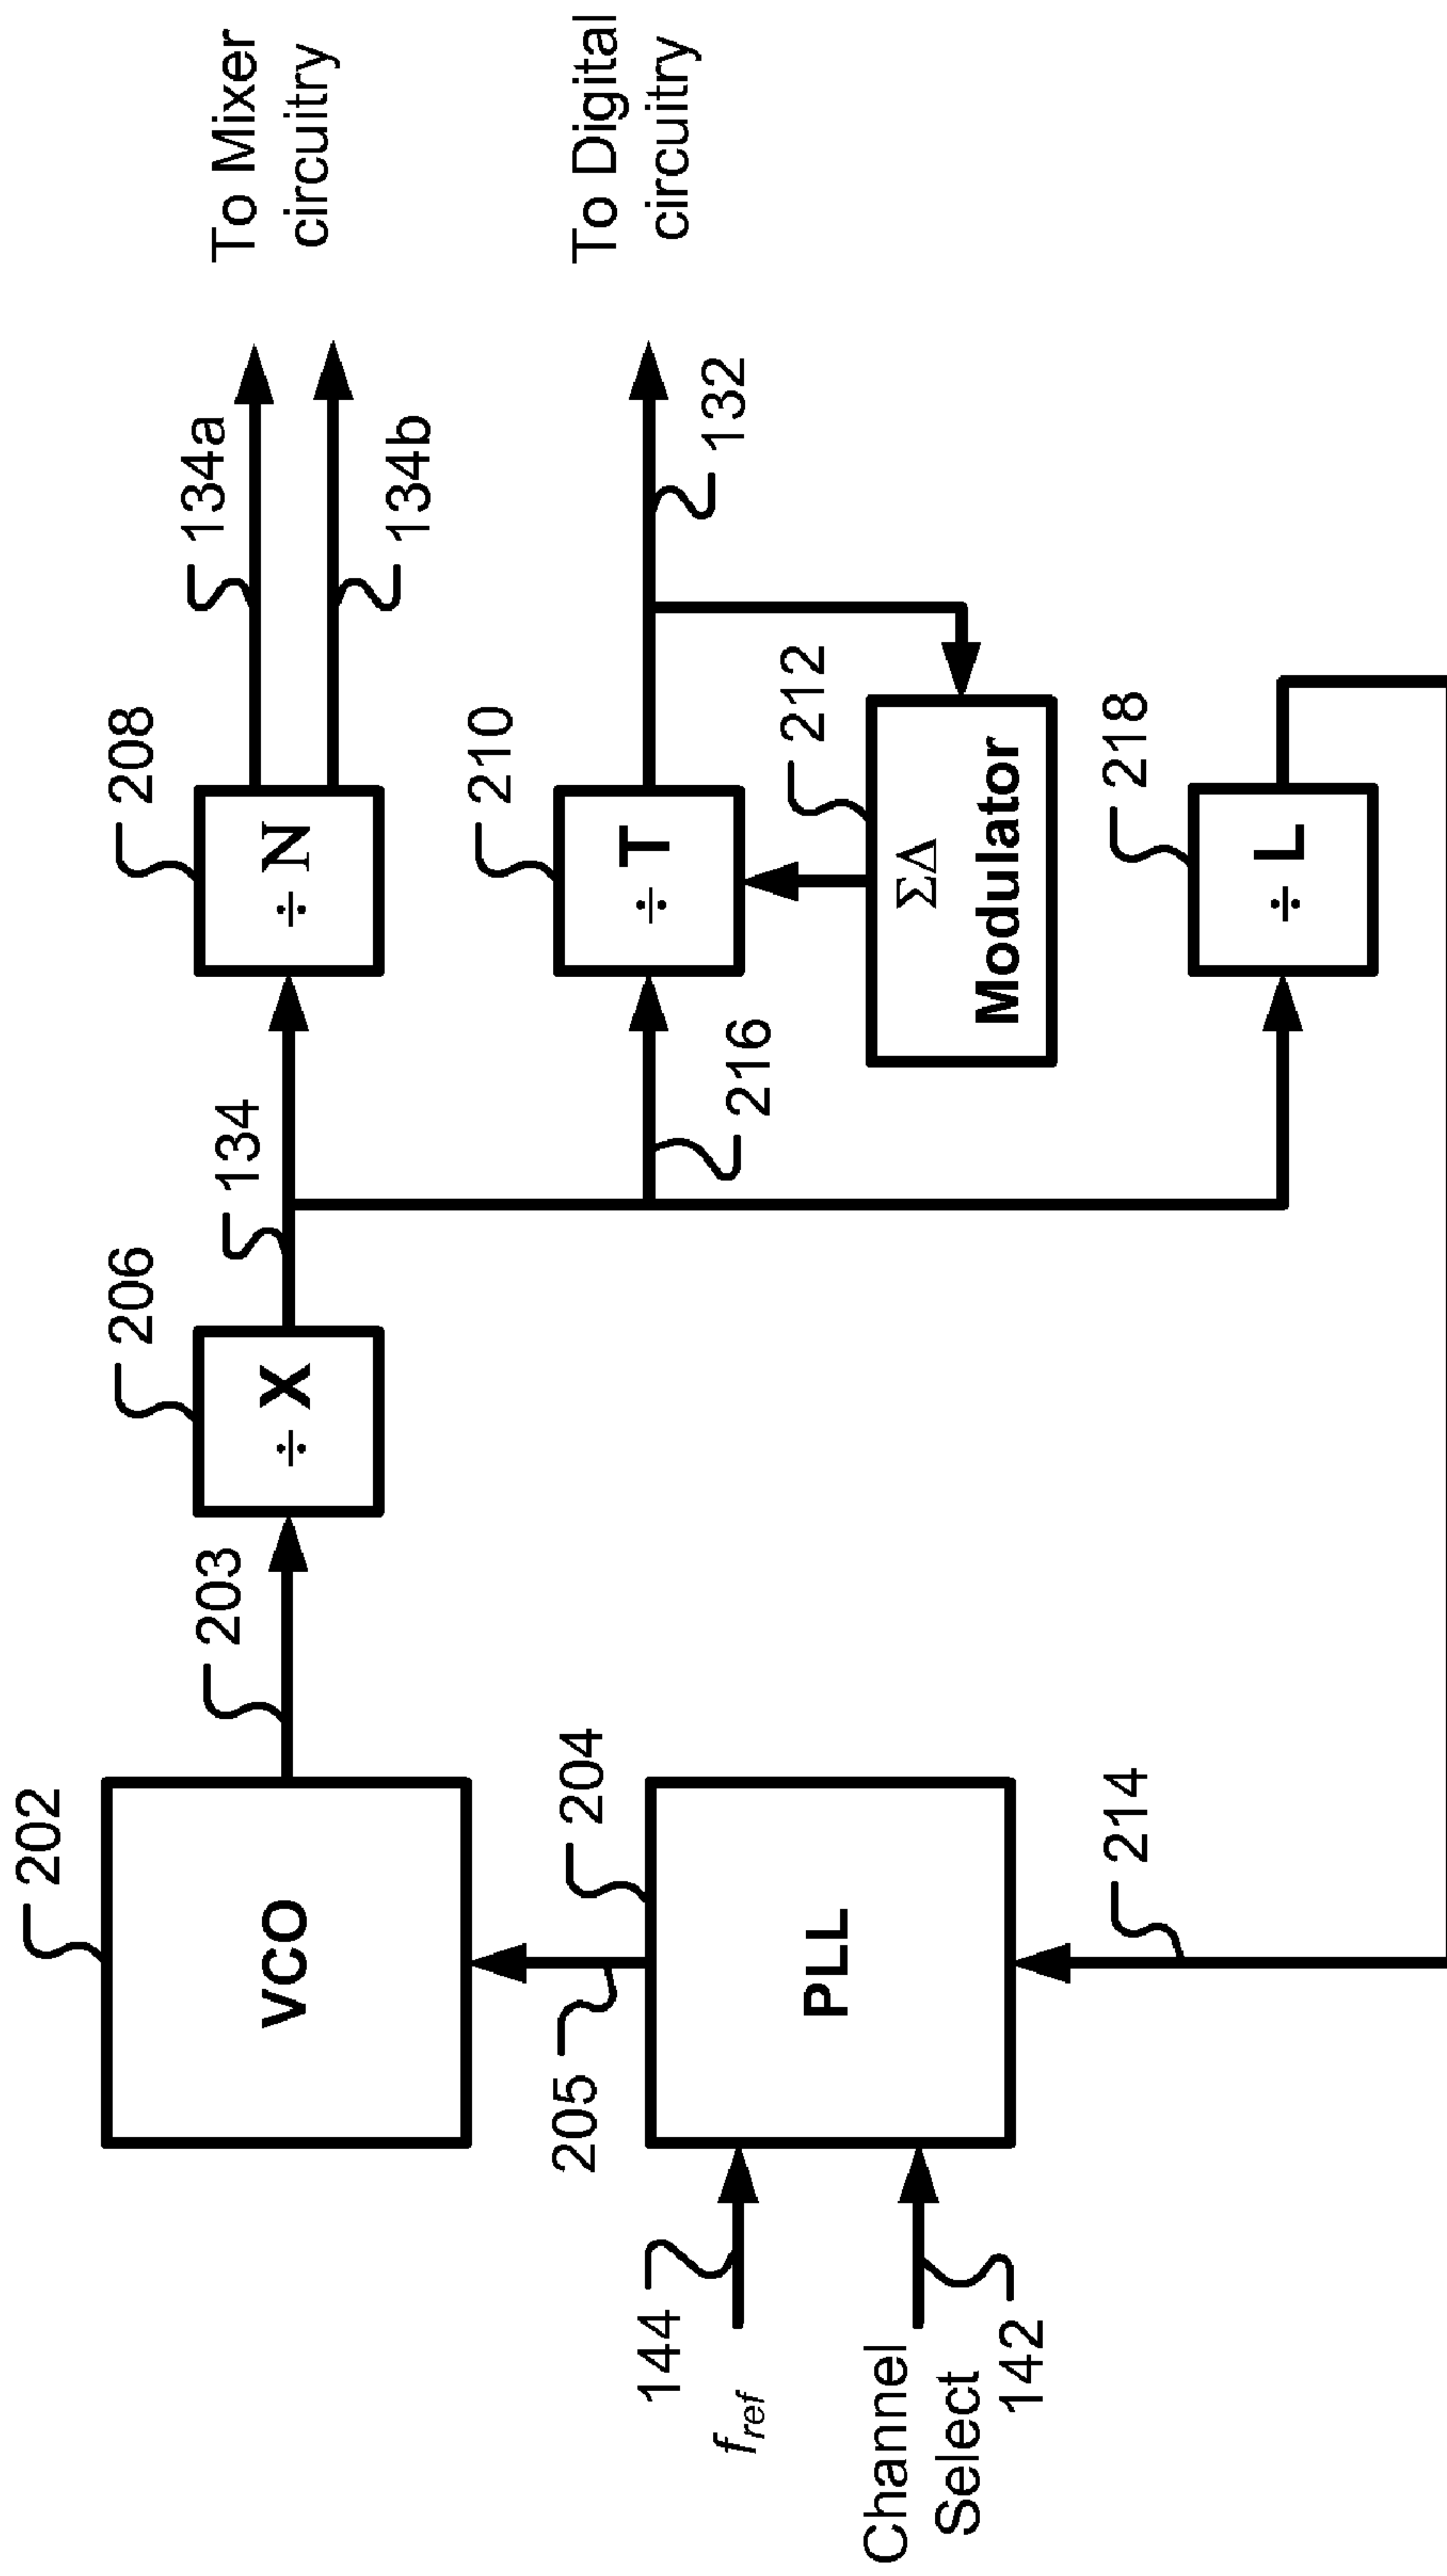 202
VCO
203
206
÷ X
134
208
÷ N
134a
134b
To Mixer
circuitry
205
204
PLL
144
f ref
Channel
Select
142
214
216
210
÷ T
132
To Digital
circuitry
212
ΣΔ
Modulator
218
÷ L